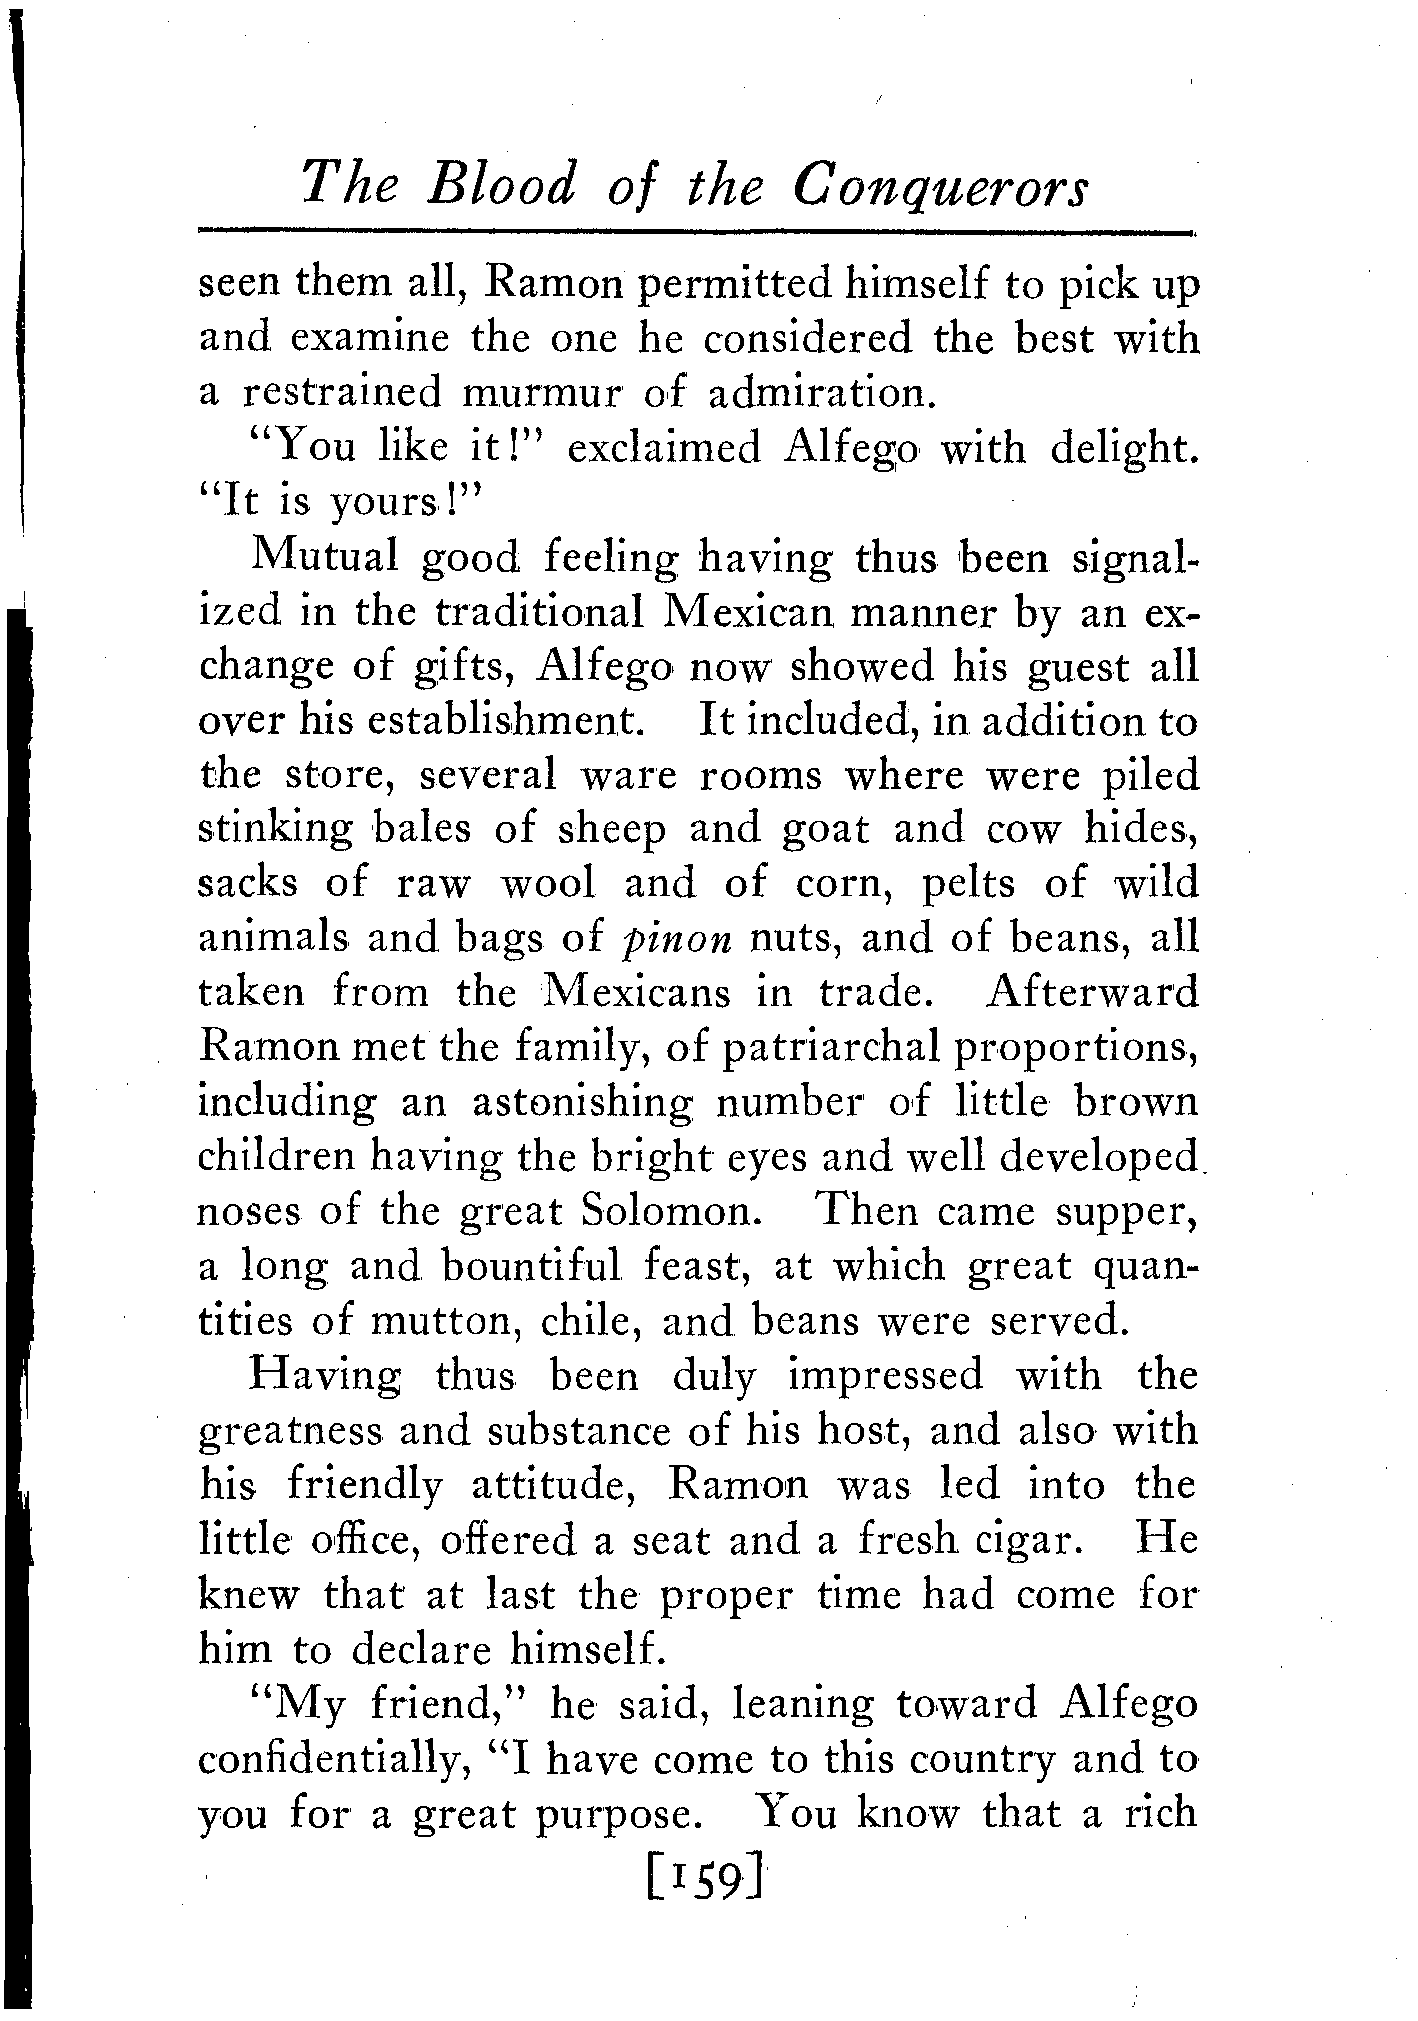 The Blood of the Conquerors
seen them all, Ramon permitted himself to pick up
and examine the one he considered the best with
a restrained murmur of admiration.
“You like it!” exclaimed Alfego with delight.
“It is yours!”
Mutual good feeling having thus been signal-
ized in the traditional Mexican manner by an ex-
change of gifts, Alfego now showed his guest all
over his establishment. It included, in addition to
the store, several ware rooms where were piled
stinking bales of sheep and goat and cow hides,
sacks of raw wool and of corn, pelts of wild
animals and bags of pinon nuts, and of beans, all
taken from the Mexicans in trade. Afterward
Ramon met the family, of patriarchal proportions,
including an astonishing number of little brown
children having the bright eyes and well developed
noses of the great Solomon. Then came supper,
a long and bountiful feast, at which great quan-
tities of mutton, chile, and beans were served.
Having thus been duly impressed with the
greatness and substance of his host, and also with
his friendly attitude, Ramon was led into the
little office, offered a seat and a fresh cigar. He
knew that at last the proper time had come for
him to declare himself.
“My friend,” he said, leaning toward Alfego
confidentially, “I have come to this country and to
you for a great purpose. You know that a rich
[159]